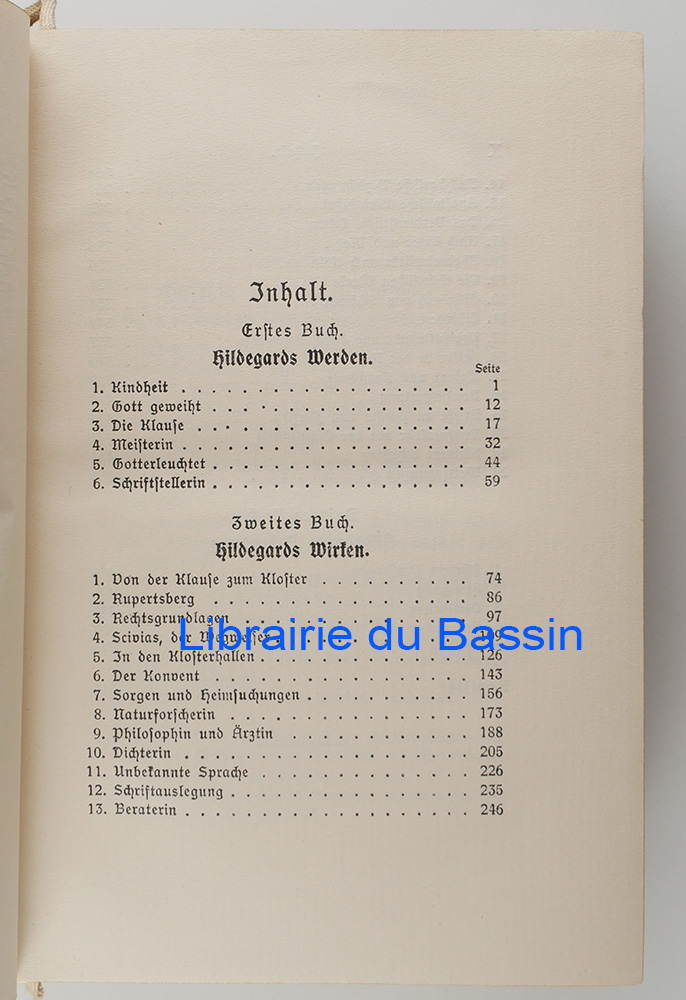 Inhalt.
Erstes Buch.
Hildegards Werden.
Seite
1. Kindheit . . . . . . . . . . . . . . . . . 1
2. Gott geweiht . . . . . . . . . . . . . . . 12
3. Die Klause . . . . . . . . . . . . . . . . 17
4. Meisterin . . . . . . . . . . . . . . . . . 32
5. Gotterleuchtet . . . . . . . . . . . . . . . 44
6. Schriftstellerin . . . . . . . . . . . . . . . 59
Zweites Buch.
Hildegards Wirken.
1. Von der Klause zum Kloster . . . . . . . . . . 74
2. Rupertsberg . . . . . . . . . . . . . . . 86
3. Rechtsgrundlagen . . . . . . . . . . . . . 97
4. Scivias, der Wegweiser . . . . . . . . . . . 109
Librairie du Bassin
5. In den Klosterhallen . . . . . . . . . . . . . 126
6. Der Konvent . . . . . . . . . . . . . . . 143
7. Sorgen und Heimsuchungen . . . . . . . . . . . 156
8. Naturforscherin . . . . . . . . . . . . . . 173
9. Philosophin und Ärztin . . . . . . . . . . . . 188
10. Dichterin . . . . . . . . . . . . . . . . . 205
11. Unbekannte Sprache . . . . . . . . . . . . . 226
12. Schriftauslegung . . . . . . . . . . . . . . 235
13. Beraterin . . . . . . . . . . . . . . . . . 246